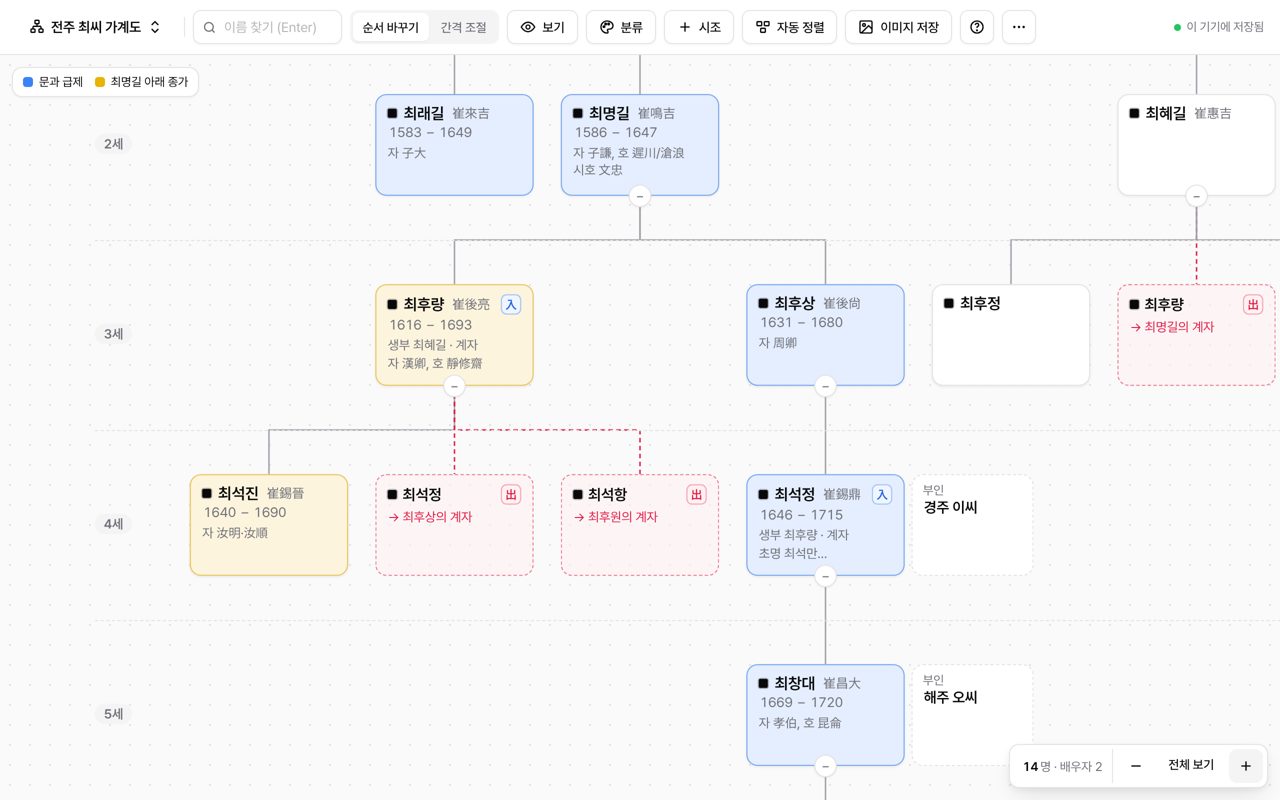 전주 최씨 가계도
이름 찾기 (Enter)
순서 바꾸기
간격 조절
보기
분류
시조
자동 정렬
이미지 저장
이 기기에 저장됨
문과 급제
최명길 아래 종가
2세
최래길 崔來吉
1583 – 1649
자 子大
최명길 崔鳴吉
1586 – 1647
자 子謙, 호 遲川/滄浪
시호 文忠
최혜길 崔惠吉
3세
최후량 崔後亮 入
1616 – 1693
생부 최혜길 · 계자
자 漢卿, 호 靜修齋
최후상 崔後尙
1631 – 1680
자 周卿
최후정
최후량 出
→ 최명길의 계자
4세
최석진 崔錫晉
1640 – 1690
자 汝明·汝順
최석정 出
→ 최후상의 계자
최석항 出
→ 최후원의 계자
최석정 崔錫鼎 入
1646 – 1715
생부 최후량 · 계자
초명 최석만...
부인
경주 이씨
5세
최창대 崔昌大
1669 – 1720
자 孝伯, 호 昆侖
부인
해주 오씨
14명 · 배우자 2
전체 보기